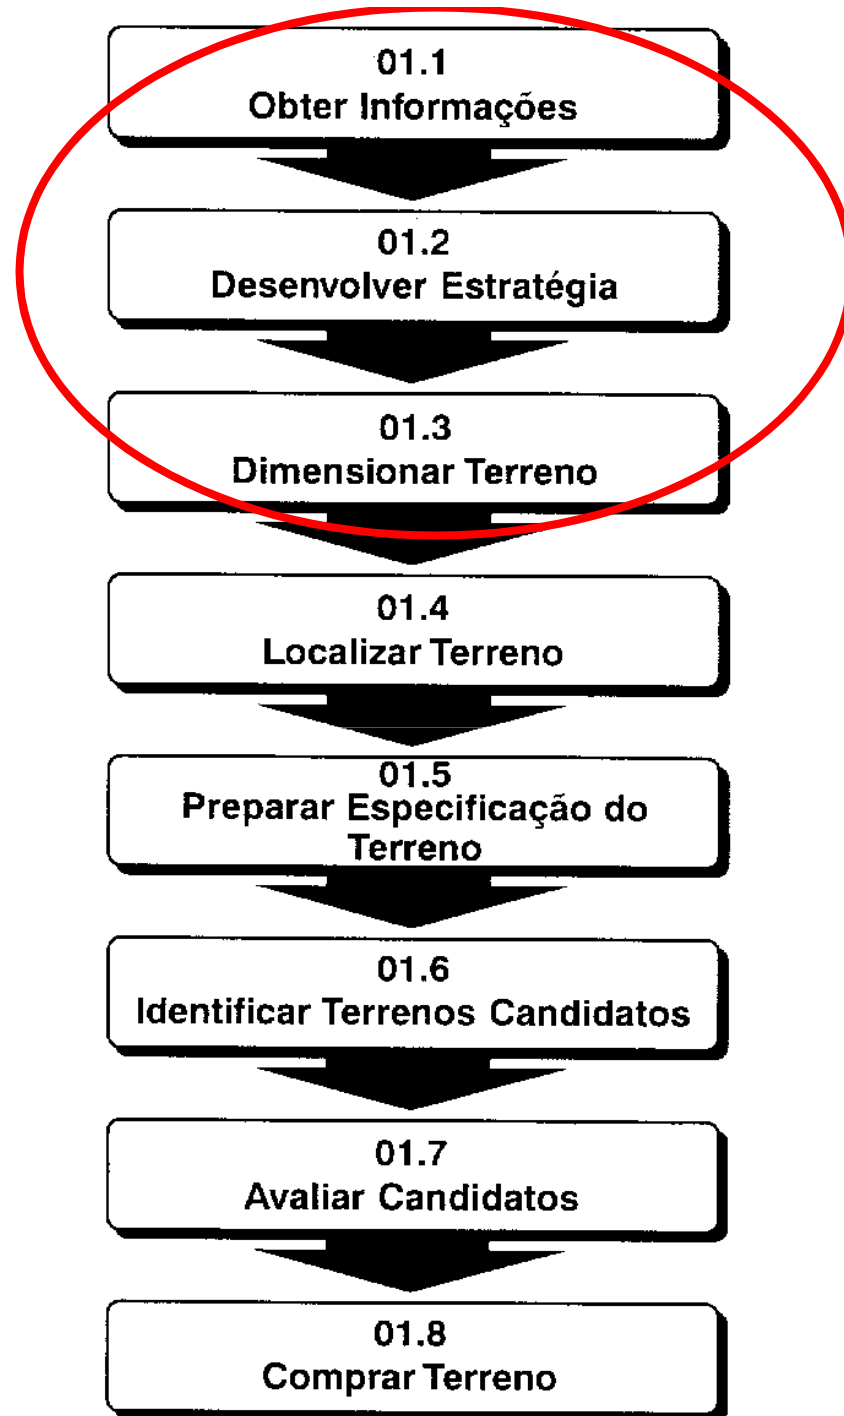 01.1
Obter Informações
01.2
Desenvolver Estratégia
01.3
Dimensionar Terreno
01.4
Localizar Terreno
01.5
Preparar Especificação do
Terreno
01.6
Identificar Terrenos Candidatos
01.7
Avaliar Candidatos
01.8
Comprar Terreno